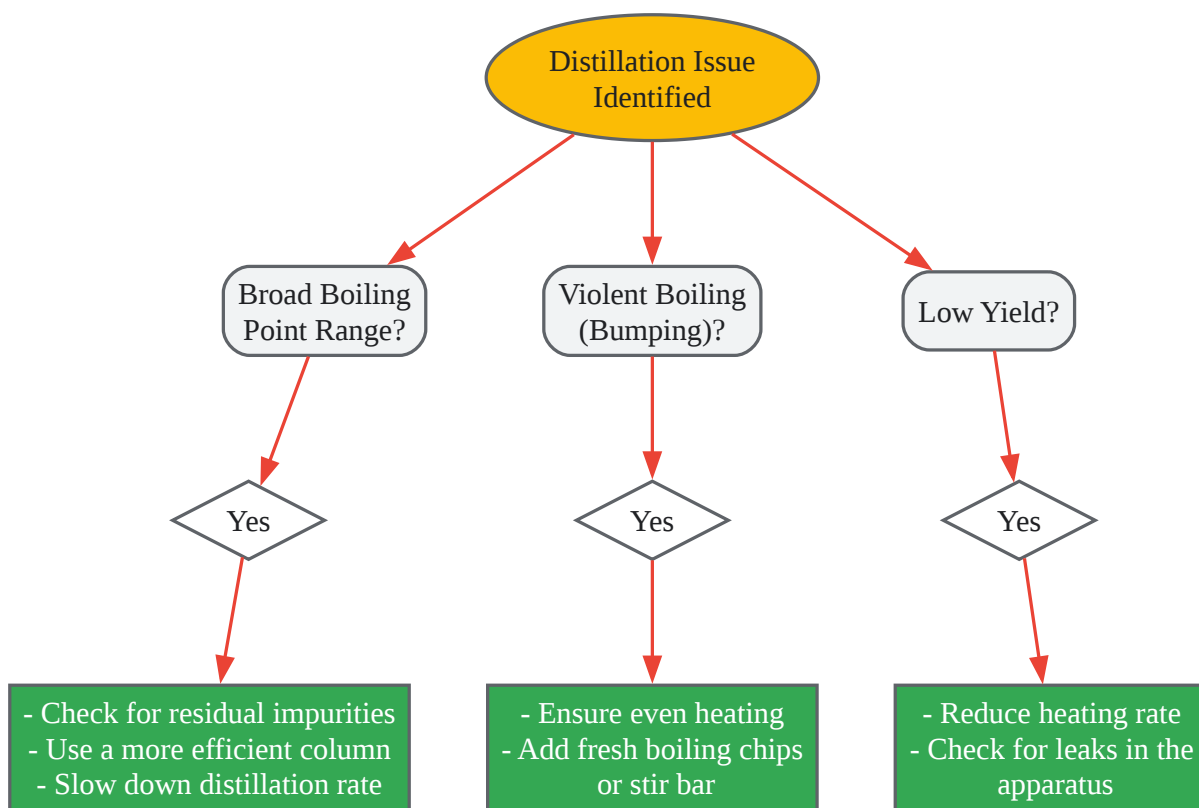 Distillation Issue
Identified
Broad Boiling
Point Range?
Violent Boiling
(Bumping)?
Low Yield?
Yes
Yes
Yes
- Check for residual impurities
- Use a more efficient column
- Slow down distillation rate
- Ensure even heating
- Add fresh boiling chips
or stir bar
- Reduce heating rate
- Check for leaks in the
apparatus